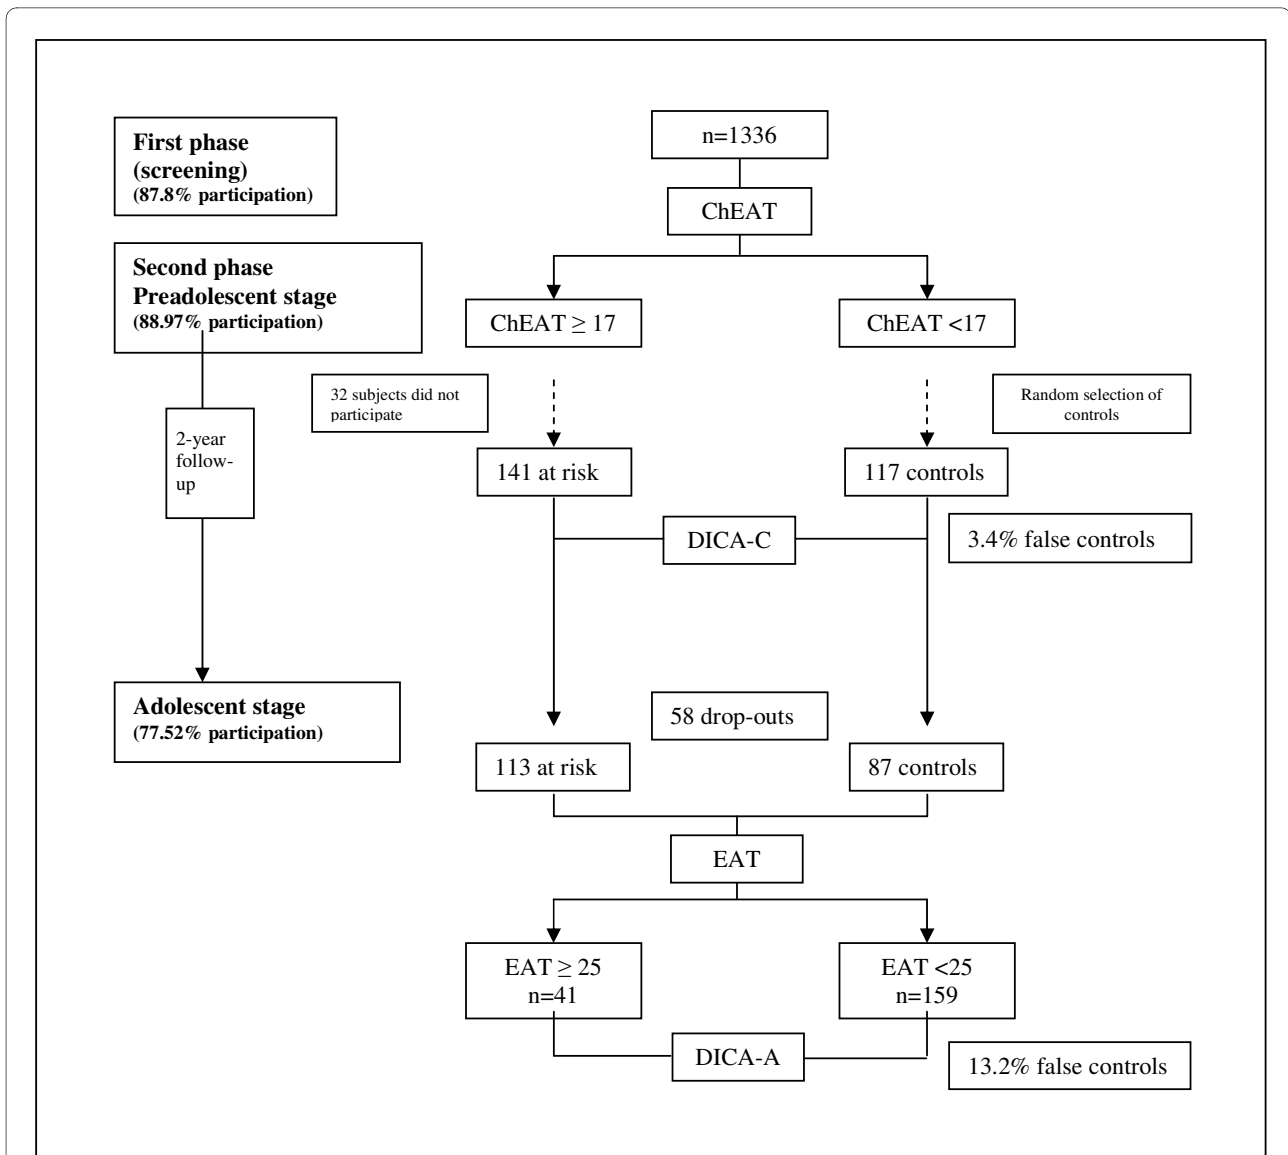 First phase
(screening)
(87.8% participation)
n=1336
ChEAT
Second phase
Preadolescent stage
(88.97% participation)
ChEAT ≥ 17
ChEAT <17
32 subjects did not
participate
Random selection of
controls
2-year
follow-
up
141 at risk
117 controls
DICA-C
3.4% false controls
Adolescent stage
(77.52% participation)
58 drop-outs
113 at risk
87 controls
EAT
EAT ≥ 25
n=41
EAT <25
n=159
DICA-A
13.2% false controls